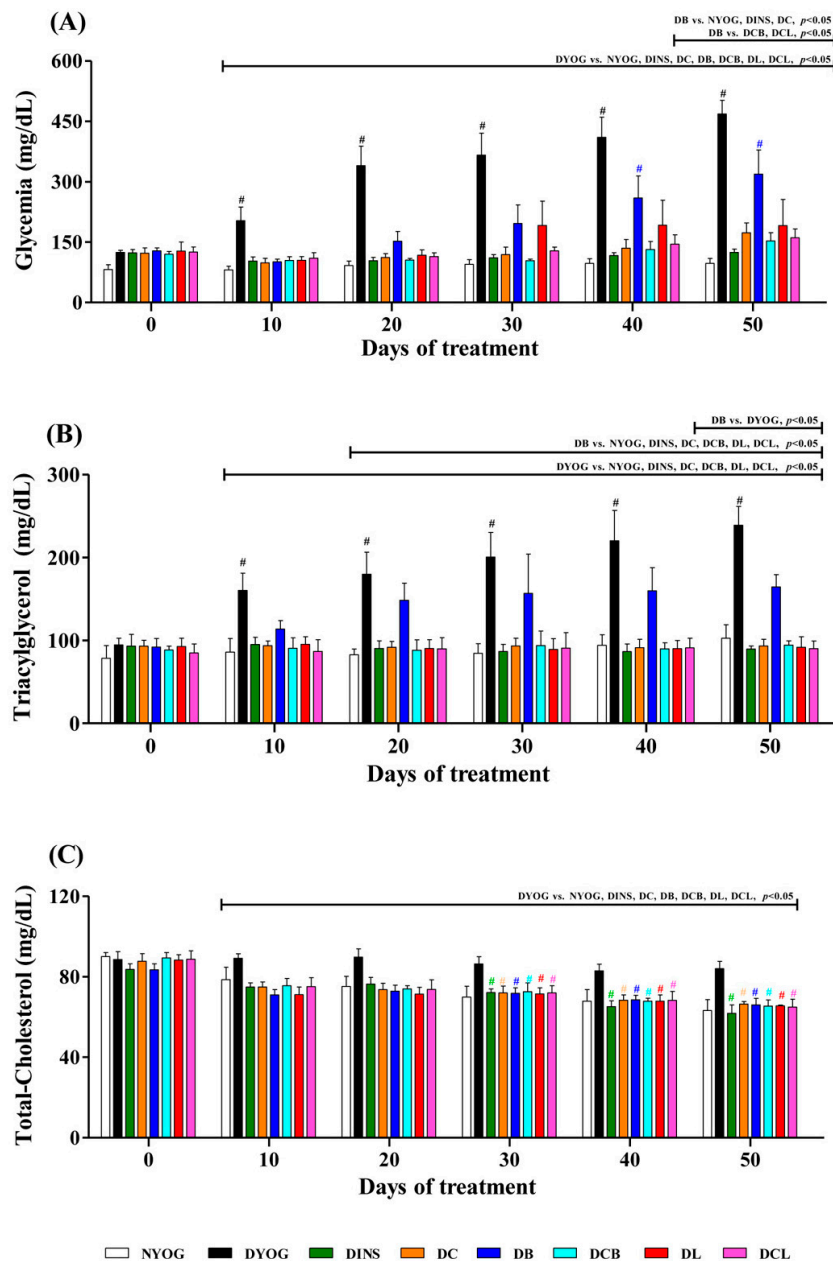 (A)
DB vs. NYOG, DINS, DC, p<0.05
DB vs. DCB, DCL, p<0.05
DYOG vs. NYOG, DINS, DC, DB, DCB, DL, DCL, p<0.05
Glycemia (mg/dL)
600
450
300
150
0
# # # # # # #
0 10 20 30 40 50
Days of treatment
(B)
DB vs. DYOG, p<0.05
DB vs. NYOG, DINS, DC, DCB, DL, DCL, p<0.05
DYOG vs. NYOG, DINS, DC, DCB, DL, DCL, p<0.05
Triacylglycerol (mg/dL)
300
200
100
0
# # # # #
0 10 20 30 40 50
Days of treatment
(C)
DYOG vs. NYOG, DINS, DC, DB, DCB, DL, DCL, p<0.05
Total-Cholesterol (mg/dL)
120
80
40
0
# # # # # # # # # # # # # # # # # #
0 10 20 30 40 50
Days of treatment
NYOG DYOG DINS DC DB DCB DL DCL